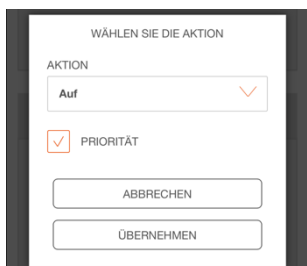 WÄHLEN SIE DIE AKTION
AKTION
Auf
PRIORITÄT
ABBRECHEN
ÜBERNEHMEN